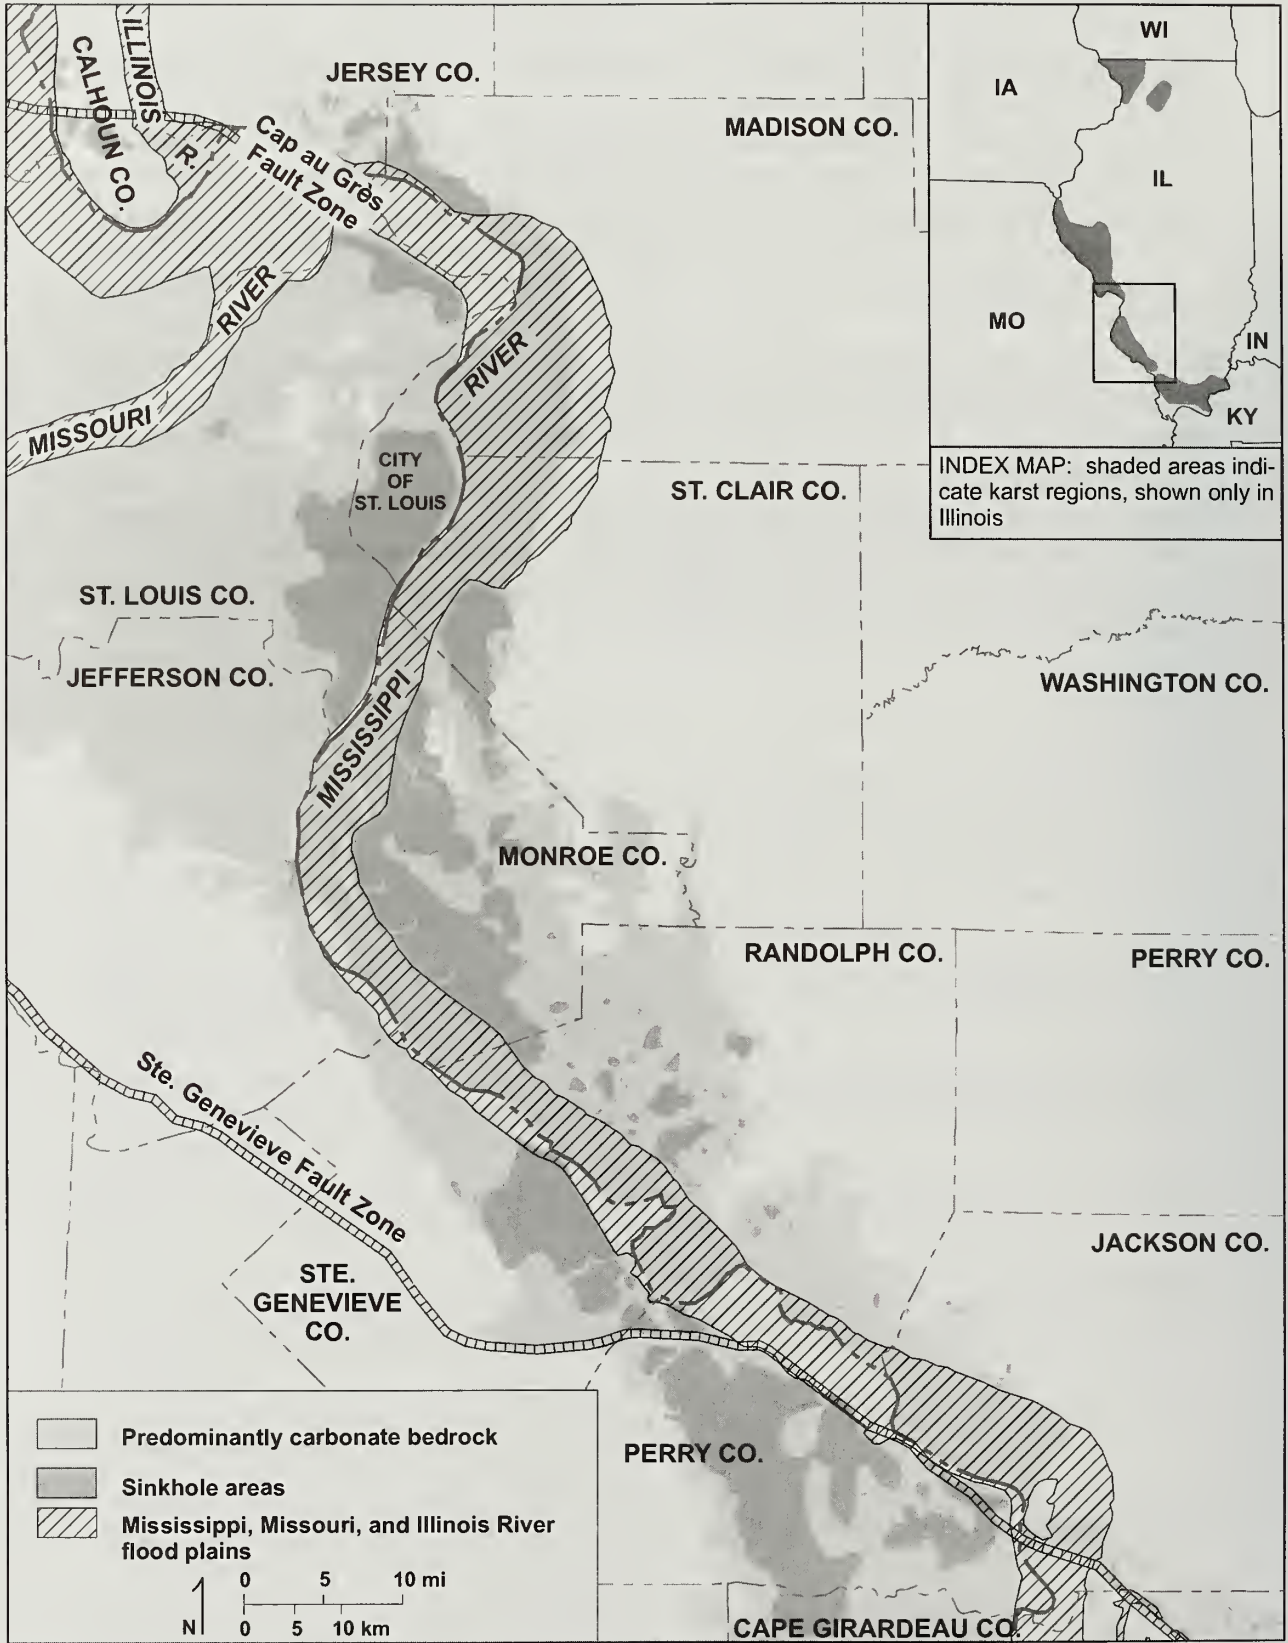 JERSEY CO.
MADISON CO.
CALHOUN CO.
ILLINOIS
R.
Cap au Grès
Fault Zone
MISSOURI
RIVER
RIVER
CITY
OF
ST. LOUIS
ST. CLAIR CO.
ST. LOUIS CO.
JEFFERSON CO.
MISSISSIPPI
WASHINGTON CO.
MONROE CO.
RANDOLPH CO.
PERRY CO.
Ste. Genevieve Fault Zone
STE.
GENEVIEVE
CO.
JACKSON CO.
PERRY CO.
CAPE GIRARDEAU CO.
WI
IA
IL
MO
IN
KY
INDEX MAP: shaded areas indi-
cate karst regions, shown only in
Illinois
Predominantly carbonate bedrock
Sinkhole areas
Mississippi, Missouri, and Illinois River
flood plains
N
0 5 10 mi
0 5 10 km